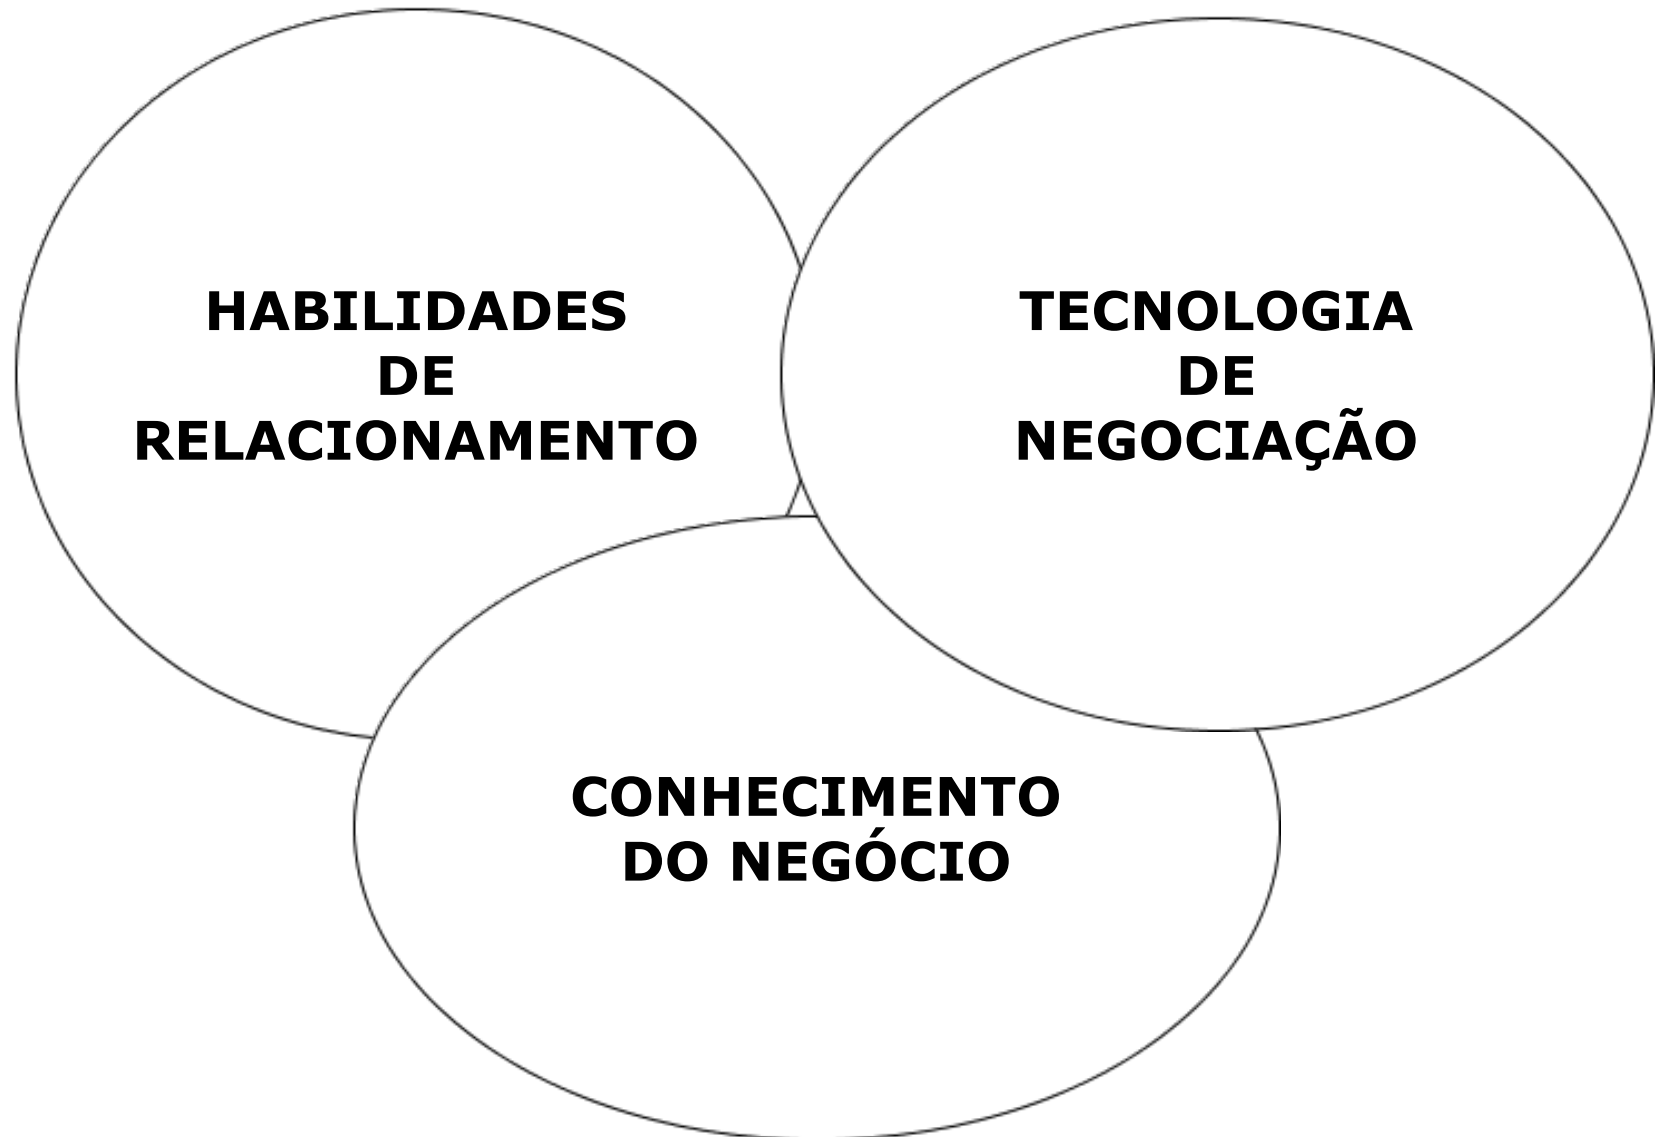 HABILIDADES
DE
RELACIONAMENTO
TECNOLOGIA
DE
NEGOCIAÇÃO
CONHECIMENTO
DO NEGÓCIO